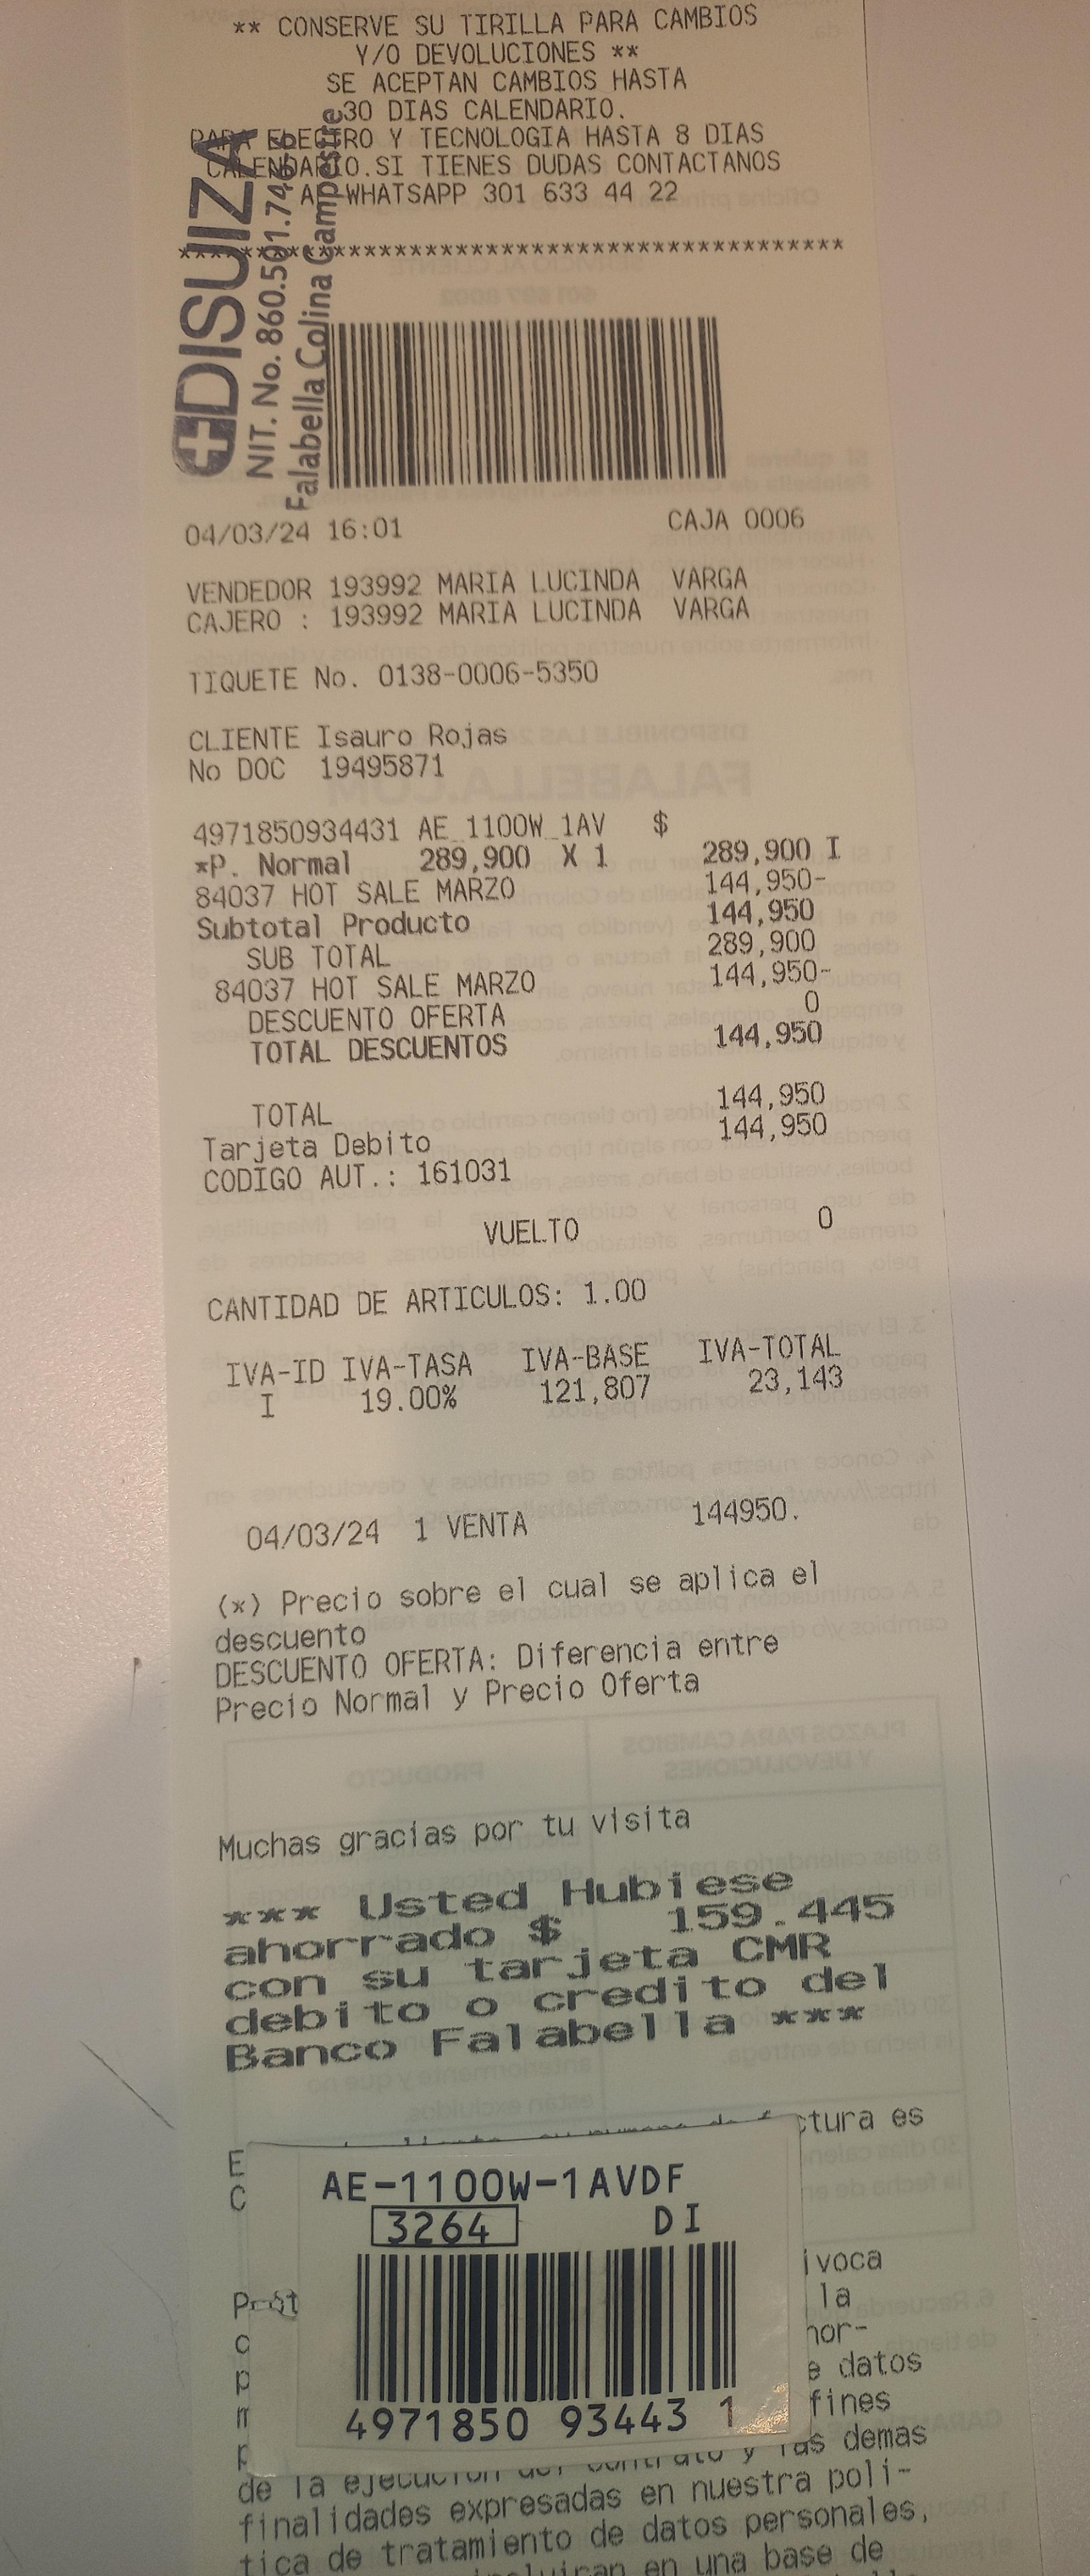 ** CONSERVE SU TIRILLA PARA CAMBIOS
Y/O DEVOLUCIONES **
SE ACEPTAN CAMBIOS HASTA
30 DIAS CALENDARIO.
PARA ELECTRO Y TECNOLOGIA HASTA 8 DIAS
CALENDARIO.SI TIENES DUDAS CONTACTANOS
AL WHATSAPP 301 633 44 22
****************************************
DISUIZA
NIT. No. 860.501.74
Falabella Colina Campestre
04/03/24 16:01 CAJA 0006
VENDEDOR 193992 MARIA LUCINDA VARGA
CAJERO : 193992 MARIA LUCINDA VARGA
TIQUETE No. 0138-0006-5350
CLIENTE Isauro Rojas
No DOC 19495871
4971850934431 AE_1100W_1AV $
*P. Normal 289,900 X 1 289,900 I
84037 HOT SALE MARZO 144,950-
Subtotal Producto 144,950
SUB TOTAL 289,900
84037 HOT SALE MARZO 144,950-
DESCUENTO OFERTA 0
TOTAL DESCUENTOS 144,950
TOTAL 144,950
Tarjeta Debito 144,950
CODIGO AUT.: 161031
VUELTO 0
CANTIDAD DE ARTICULOS: 1.00
IVA-ID IVA-TASA IVA-BASE IVA-TOTAL
I 19.00% 121,807 23,143
04/03/24 1 VENTA 144950.
(*) Precio sobre el cual se aplica el
descuento
DESCUENTO OFERTA: Diferencia entre
Precio Normal y Precio Oferta
Muchas gracias por tu visita
*** Usted Hubiese
ahorrado $ 159.445
con su tarjeta CMR
debito o credito del
Banco Falabella ***
ctura es
AE-1100W-1AVDF
3264 DI
4971850 93443 1
ivoca
la
e datos
fines
y las demas
de la ejecucion del contrato
finalidades expresadas en nuestra poli-
tica de tratamiento de datos personales,
en una base de